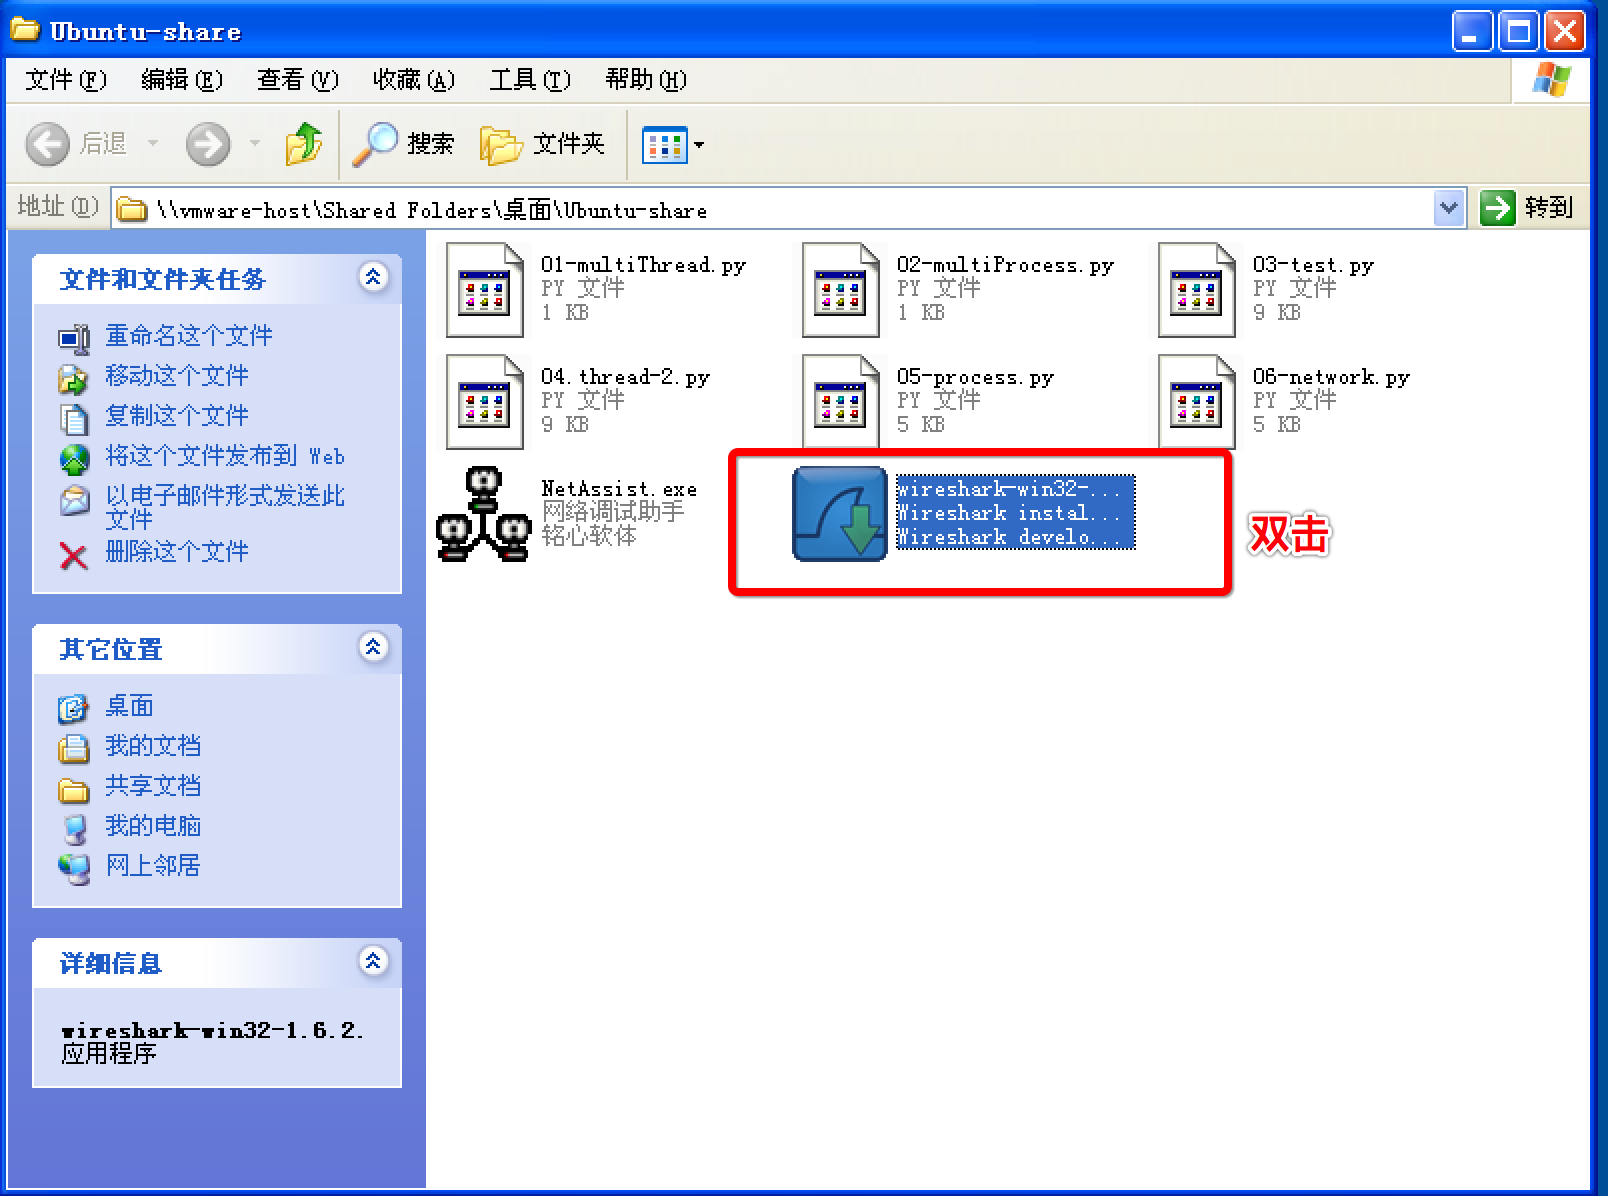 Ubuntu-share
文件(F) 编辑(E) 查看(V) 收藏(A) 工具(T) 帮助(H)
后退 搜索 文件夹
地址(D) \\vmware-host\Shared Folders\桌面\Ubuntu-share 转到
文件和文件夹任务
重命名这个文件
移动这个文件
复制这个文件
将这个文件发布到 Web
以电子邮件形式发送此
文件
删除这个文件
其它位置
桌面
我的文档
共享文档
我的电脑
网上邻居
详细信息
wireshark-win32-1.6.2.
应用程序
01-multiThread.py
PY 文件
1 KB
02-multiProcess.py
PY 文件
1 KB
03-test.py
PY 文件
9 KB
04.thread-2.py
PY 文件
9 KB
05-process.py
PY 文件
5 KB
06-network.py
PY 文件
5 KB
NetAssist.exe
网络调试助手
铭心软体
wireshark-win32-...
Wireshark instal...
Wireshark develo...
双击